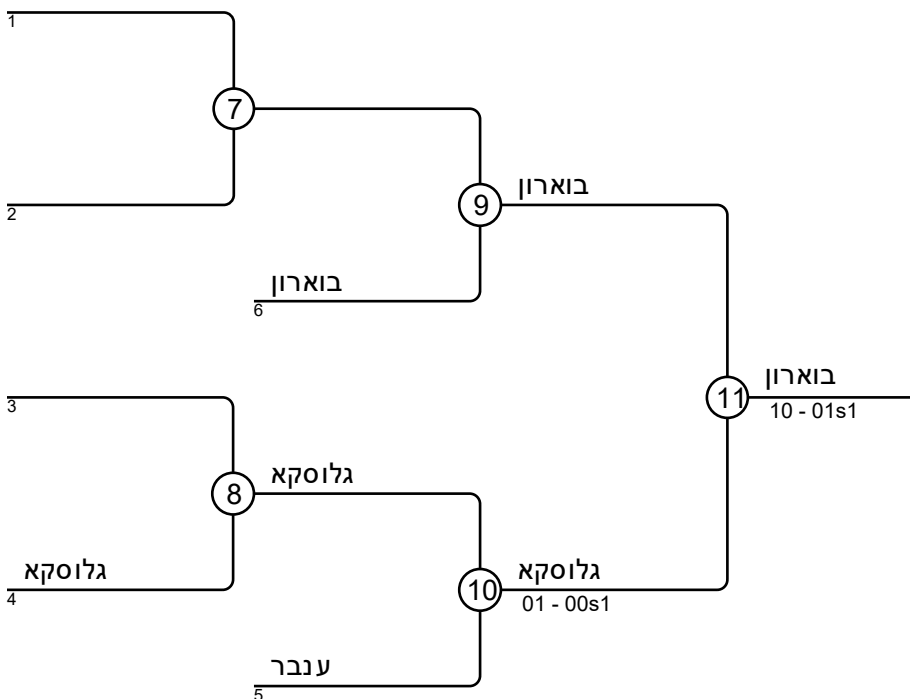 1
7
2
9
בוארון
בוארון
6
3
11
בוארון
10 - 01s1
8
גלוסקא
גלוסקא
4
10
גלוסקא
01 - 00s1
ענבר
5